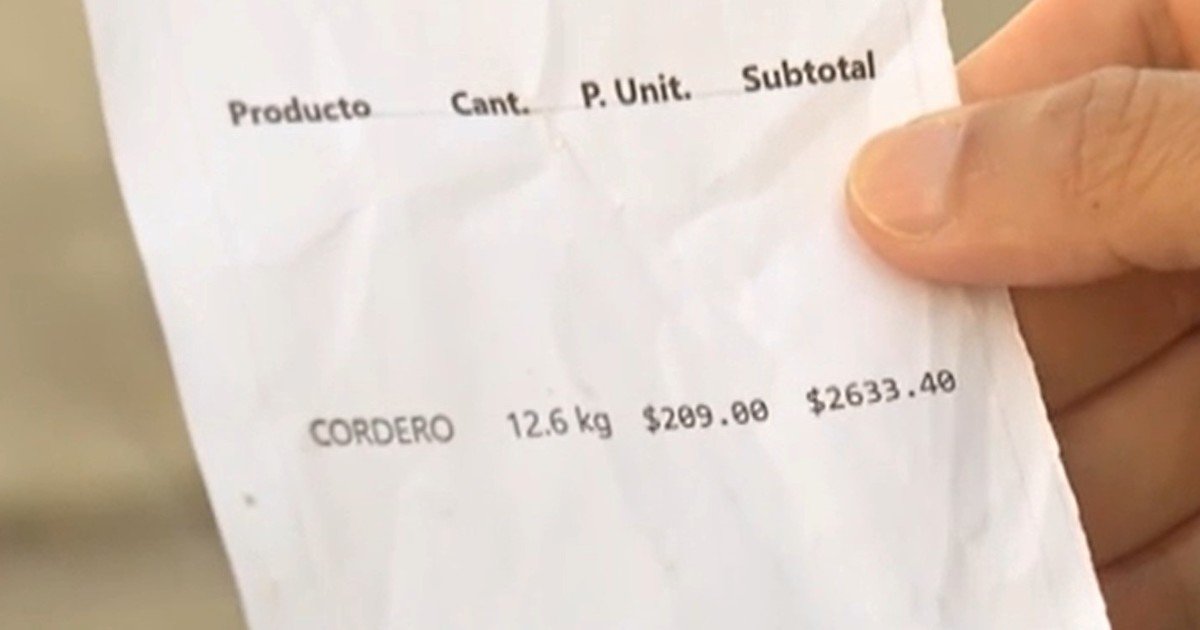 Producto Cant. P. Unit. Subtotal
CORDERO 12.6 kg $209.00 $2633.40